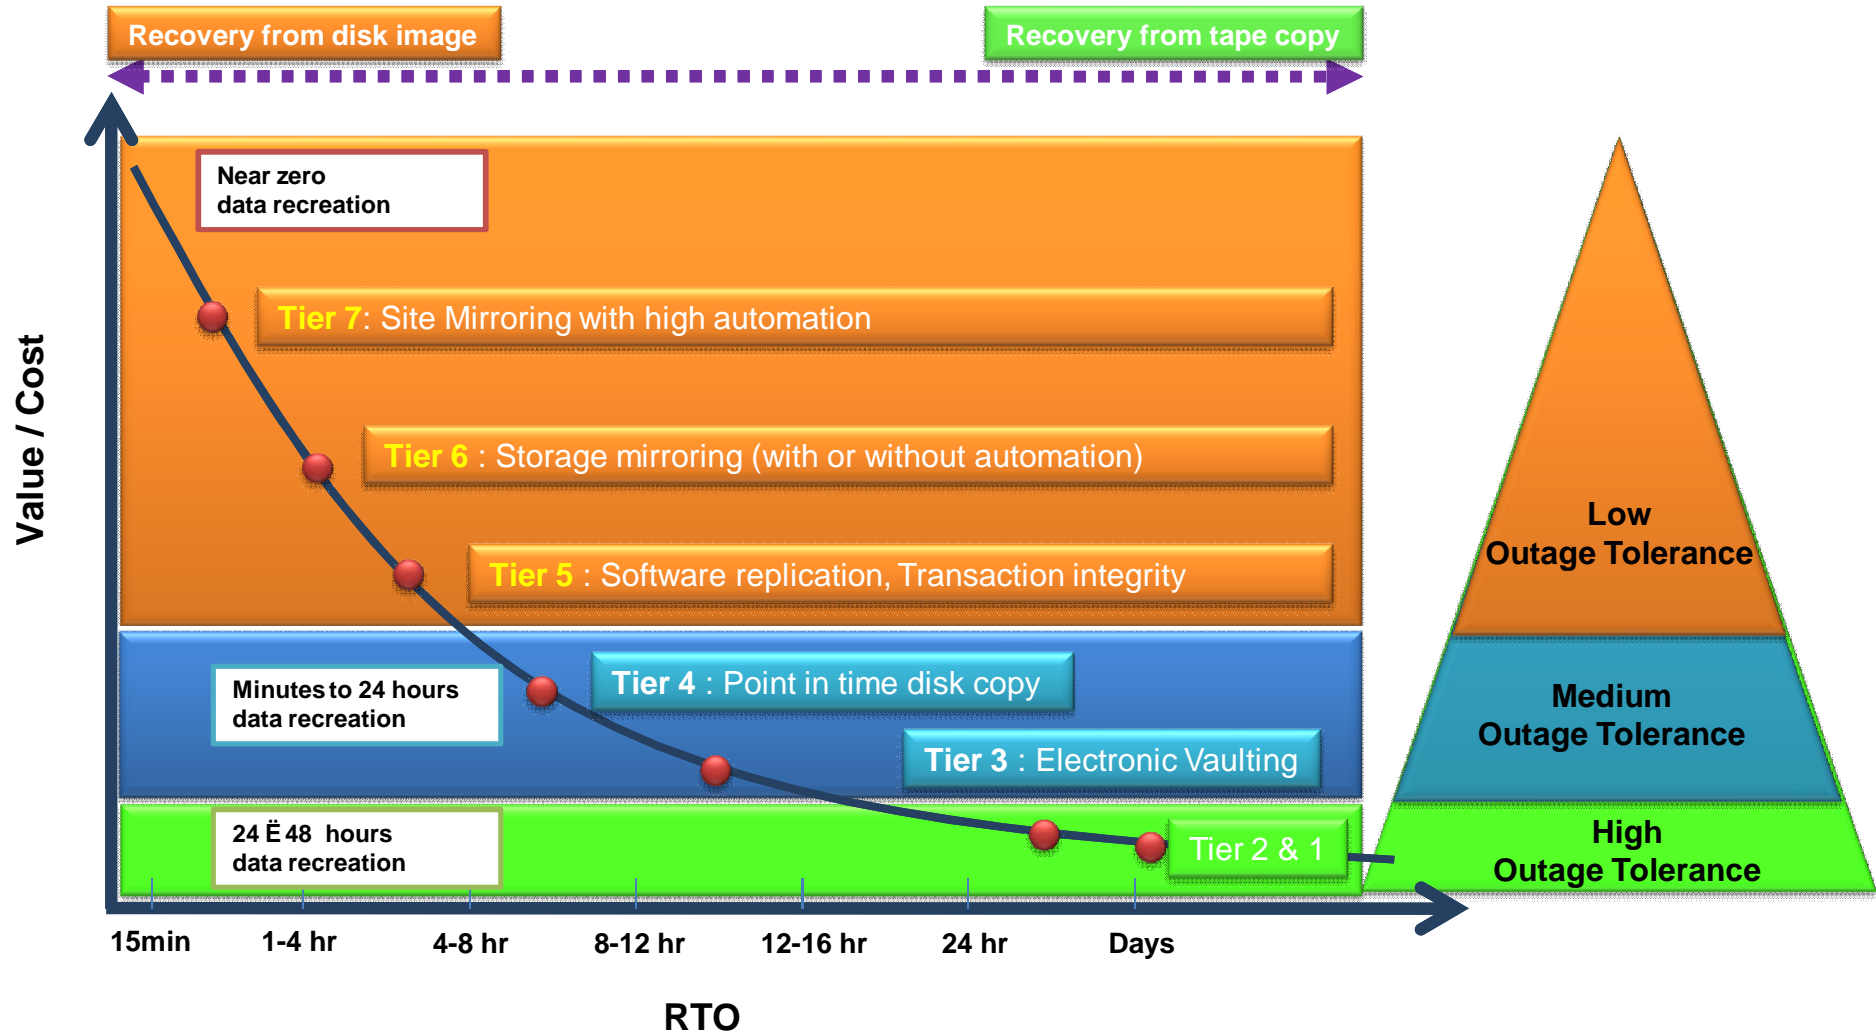 Recovery from disk image
Recovery from tape copy
Near zero
data recreation
Tier 7: Site Mirroring with high automation
Tier 6 : Storage mirroring (with or without automation)
Tier 5 : Software replication, Transaction integrity
Low
Outage Tolerance
Value / Cost
Minutes to 24 hours
data recreation
Tier 4 : Point in time disk copy
Tier 3 : Electronic Vaulting
Medium
Outage Tolerance
24 Ë 48 hours
data recreation
Tier 2 & 1
High
Outage Tolerance
15min
1-4 hr
4-8 hr
8-12 hr
12-16 hr
24 hr
Days
RTO